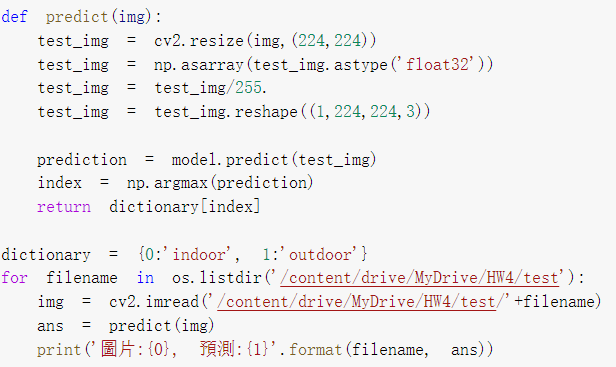 def predict(img):
    test_img = cv2.resize(img,(224,224))
    test_img = np.asarray(test_img.astype('float32'))
    test_img = test_img/255.
    test_img = test_img.reshape((1,224,224,3))

    prediction = model.predict(test_img)
    index = np.argmax(prediction)
    return dictionary[index]

dictionary = {0:'indoor', 1:'outdoor'}
for filename in os.listdir('/content/drive/MyDrive/HW4/test'):
    img = cv2.imread('/content/drive/MyDrive/HW4/test/'+filename)
    ans = predict(img)
    print('圖片:{0}, 預測:{1}'.format(filename, ans))